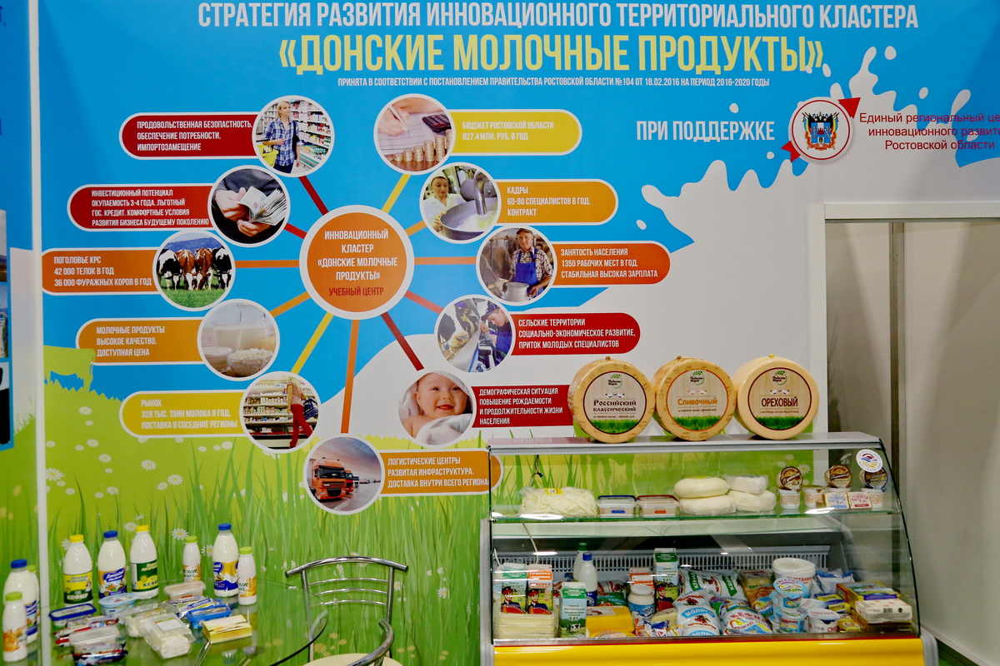 СТРАТЕГИЯ РАЗВИТИЯ ИННОВАЦИОННОГО ТЕРРИТОРИАЛЬНОГО КЛАСТЕРА
«ДОНСКИЕ МОЛОЧНЫЕ ПРОДУКТЫ»
ПРИНЯТА В СООТВЕТСТВИИ С ПОСТАНОВЛЕНИЕМ ПРАВИТЕЛЬСТВА РОСТОВСКОЙ ОБЛАСТИ №104 ОТ 18.02.2016 НА ПЕРИОД 2016-2020 ГОДЫ
ПРИ ПОДДЕРЖКЕ
Единый региональный це
инновационного развит
Ростовской области
ПРОДОВОЛЬСТВЕННАЯ БЕЗОПАСНОСТЬ.
ОБЕСПЕЧЕНИЕ ПОТРЕБНОСТИ.
ИМПОРТОЗАМЕЩЕНИЕ
БЮДЖЕТ РОСТОВСКОЙ ОБЛАСТИ
827,4 МЛН. РУБ. В ГОД
ИНВЕСТИЦИОННЫЙ ПОТЕНЦИАЛ
ОКУПАЕМОСТЬ 3-4 ГОДА. ЛЬГОТНЫЙ
ГОС. КРЕДИТ. КОМФОРТНЫЕ УСЛОВИЯ
РАЗВИТИЯ БИЗНЕСА БУДУЩЕМУ ПОКОЛЕНИЮ
КАДРЫ
60-80 СПЕЦИАЛИСТОВ В ГОД.
КОНТРАКТ
ИННОВАЦИОННЫЙ
КЛАСТЕР
«ДОНСКИЕ МОЛОЧНЫЕ
ПРОДУКТЫ»
УЧЕБНЫЙ ЦЕНТР
ПОГОЛОВЬЕ КРС
42 000 ТЕЛОК В ГОД
36 000 ФУРАЖНЫХ КОРОВ В ГОД
ЗАНЯТОСТЬ НАСЕЛЕНИЯ
1350 РАБОЧИХ МЕСТ В ГОД.
СТАБИЛЬНАЯ ВЫСОКАЯ ЗАРПЛАТА
МОЛОЧНЫЕ ПРОДУКТЫ
ВЫСОКОЕ КАЧЕСТВО.
ДОСТУПНАЯ ЦЕНА
СЕЛЬСКИЕ ТЕРРИТОРИИ
СОЦИАЛЬНО-ЭКОНОМИЧЕСКОЕ РАЗВИТИЕ,
ПРИТОК МОЛОДЫХ СПЕЦИАЛИСТОВ
РЫНОК
326 ТЫС. ТОНН МОЛОКА В ГОД.
ПОСТАВКА В СОСЕДНИЕ РЕГИОНЫ
ДЕМОГРАФИЧЕСКАЯ СИТУАЦИЯ
ПОВЫШЕНИЕ РОЖДАЕМОСТИ
И ПРОДОЛЖИТЕЛЬНОСТИ ЖИЗНИ
НАСЕЛЕНИЯ
ЛОГИСТИЧЕСКИЕ ЦЕНТРЫ
РАЗВИТАЯ ИНФРАСТРУКТУРА.
ДОСТАВКА ВНУТРИ ВСЕГО РЕГИОНА
Российский
классический
Сливочный
ОРЕХОВЫЙ
КЕФИР
КЕФИР
МОЛОКО